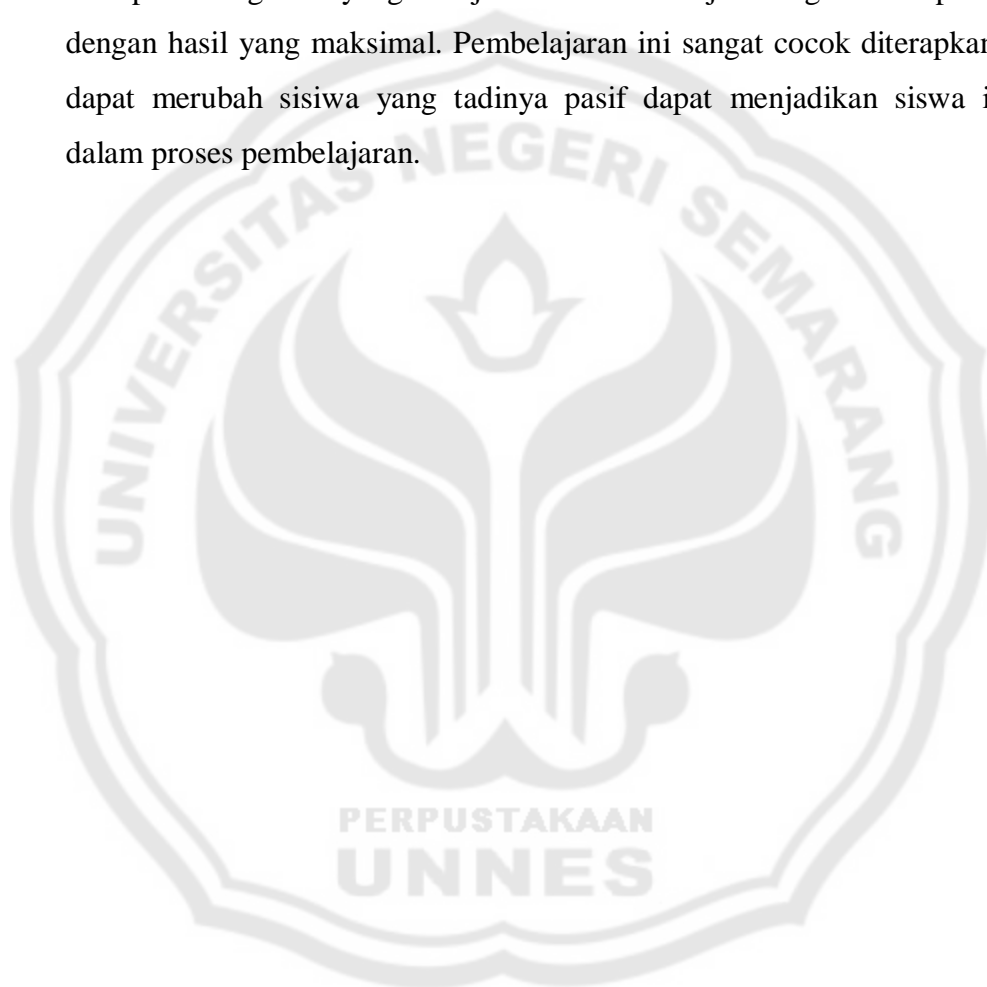 dengan hasil yang maksimal. Pembelajaran ini sangat cocok diterapkan
dapat merubah sisiwa yang tadinya pasif dapat menjadikan siswa i
dalam proses pembelajaran.
UNIVERSITAS NEGERI SEMARANG
PERPUSTAKAAN
UNNES